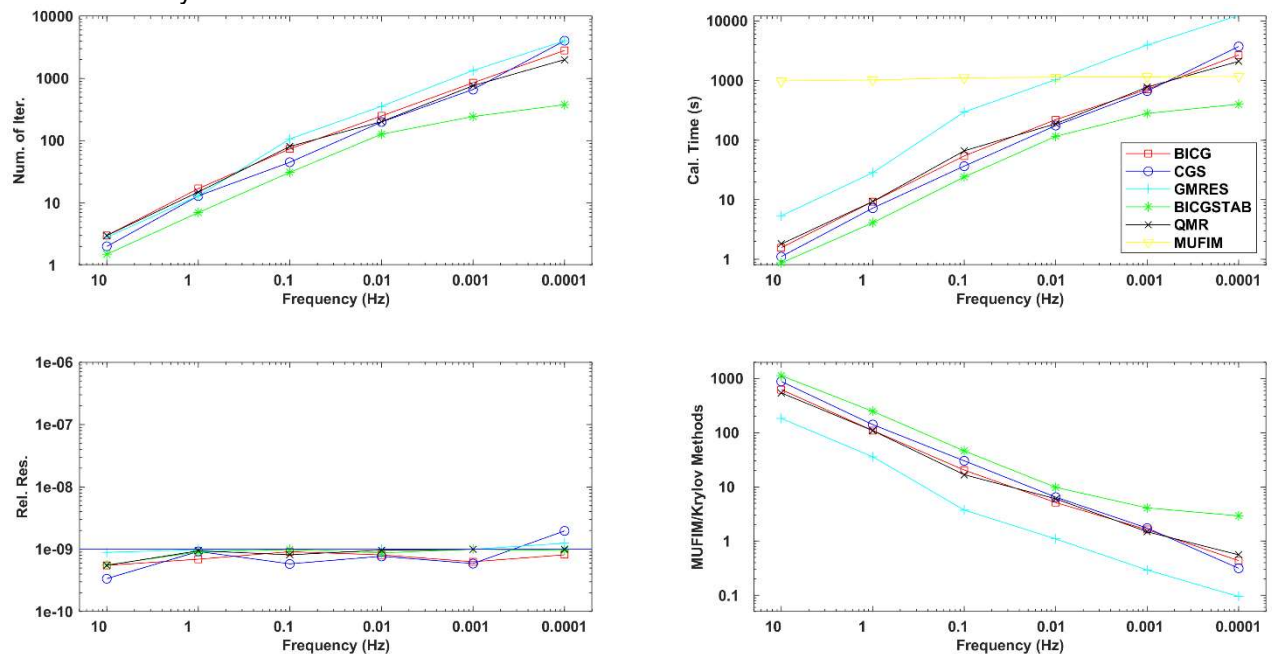 10000
1000
100
10
1
Num. of Iter.
10 1 0.1 0.01 0.001 0.0001
Frequency (Hz)
10000
1000
100
10
1
Cal. Time (s)
BICG
CGS
GMRES
BICGSTAB
QMR
MUFIM
10 1 0.1 0.01 0.001 0.0001
Frequency (Hz)
1e-06
1e-07
1e-08
1e-09
1e-10
Rel. Res.
10 1 0.1 0.01 0.001 0.0001
Frequency (Hz)
1000
100
10
1
0.1
MUFIM/Krylov Methods
10 1 0.1 0.01 0.001 0.0001
Frequency (Hz)